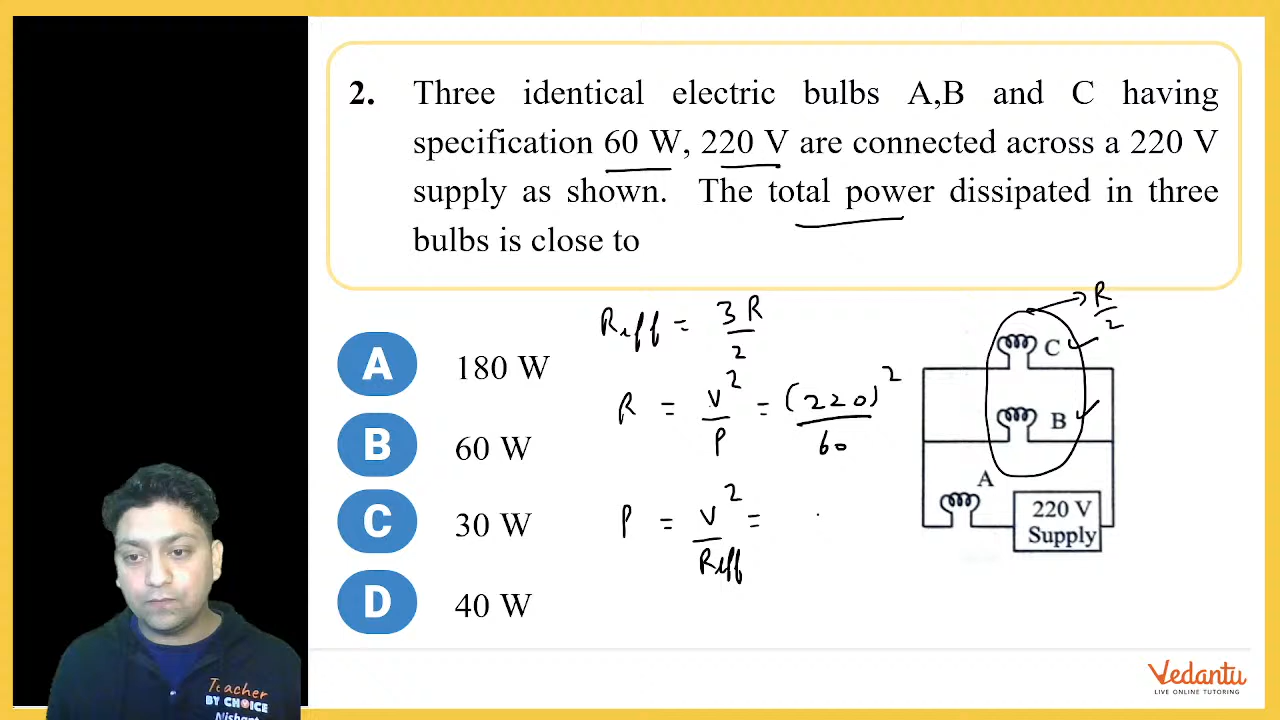 2. Three identical electric bulbs A,B and C having
specification 60 W, 220 V are connected across a 220 V
supply as shown. The total power dissipated in three
bulbs is close to
A 180 W
B 60 W
C 30 W
D 40 W
Reff = 3R/2
R = V²/P = (220)²/60
P = V²/Reff =
R/2
C
B
A
220 V
Supply
Teacher
BY CHOICE
Nishant
Vedantu
LIVE ONLINE TUTORING